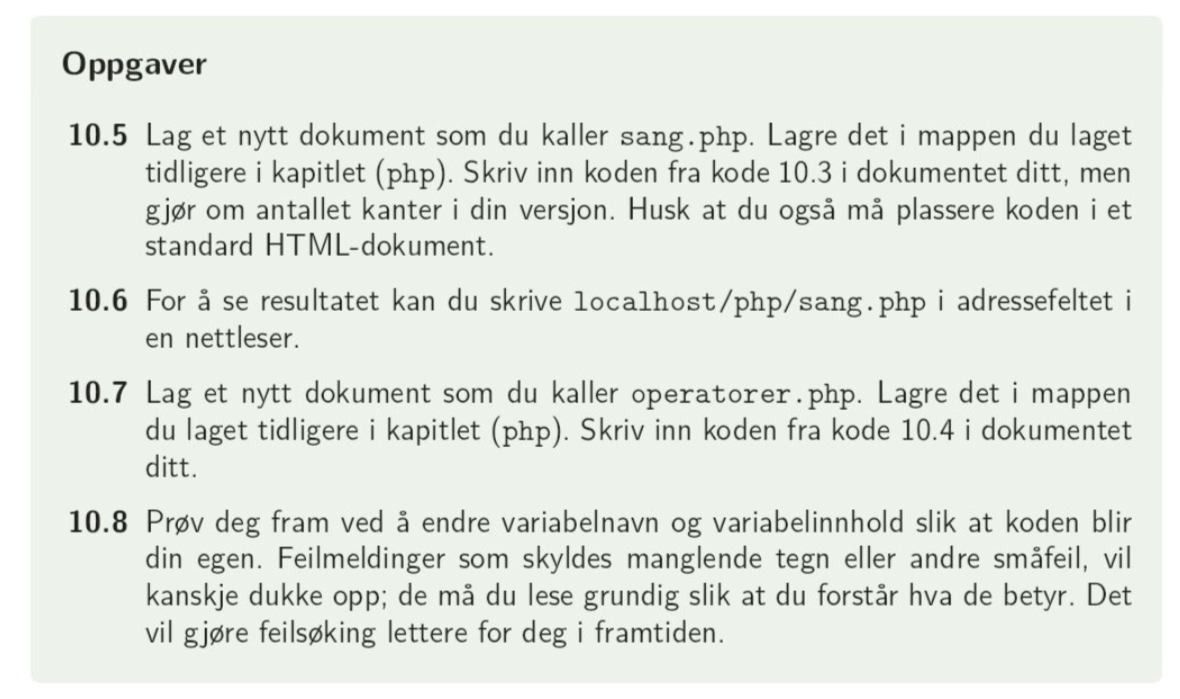 Oppgaver
10.5 Lag et nytt dokument som du kaller sang.php. Lagre det i mappen du laget
tidligere i kapitlet (php). Skriv inn koden fra kode 10.3 i dokumentet ditt, men
gjør om antallet kanter i din versjon. Husk at du også må plassere koden i et
standard HTML-dokument.
10.6 For å se resultatet kan du skrive localhost/php/sang.php i adressefeltet i
en nettleser.
10.7 Lag et nytt dokument som du kaller operatorer.php. Lagre det i mappen
du laget tidligere i kapitlet (php). Skriv inn koden fra kode 10.4 i dokumentet
ditt.
10.8 Prøv deg fram ved å endre variabelnavn og variabelinnhold slik at koden blir
din egen. Feilmeldinger som skyldes manglende tegn eller andre småfeil, vil
kanskje dukke opp; de må du lese grundig slik at du forstår hva de betyr. Det
vil gjøre feilsøking lettere for deg i framtiden.